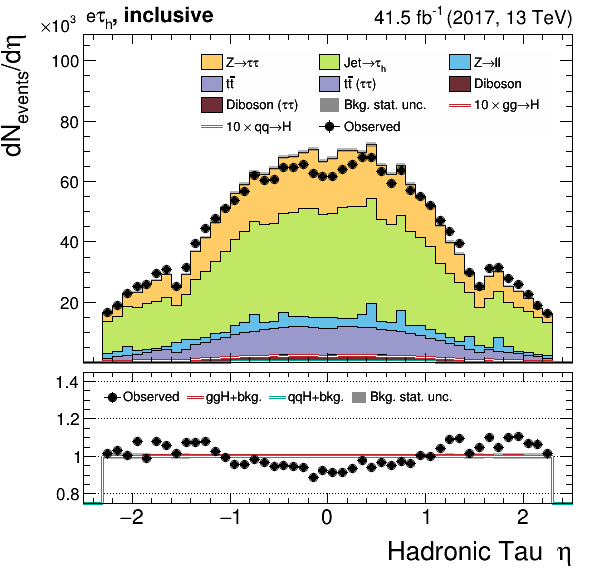 ×10³ eτₕ, inclusive 41.5 fb⁻¹ (2017, 13 TeV)
dN_events/dη
100
80
60
40
20
Z→ττ Jet→τₕ Z→ll
tt̄ tt̄ (ττ) Diboson
Diboson (ττ) Bkg. stat. unc. 10 × gg→H
10 × qq→H Observed
1.4
1.2
1
0.8
Observed ggH+bkg. qqH+bkg. Bkg. stat. unc.
−2 −1 0 1 2
Hadronic Tau η